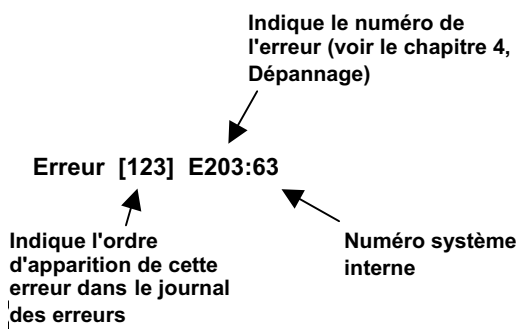 Indique le numéro de
l'erreur (voir le chapitre 4,
Dépannage)
Erreur [123] E203:63
Indique l'ordre
d'apparition de cette
erreur dans le journal
des erreurs
Numéro système
interne